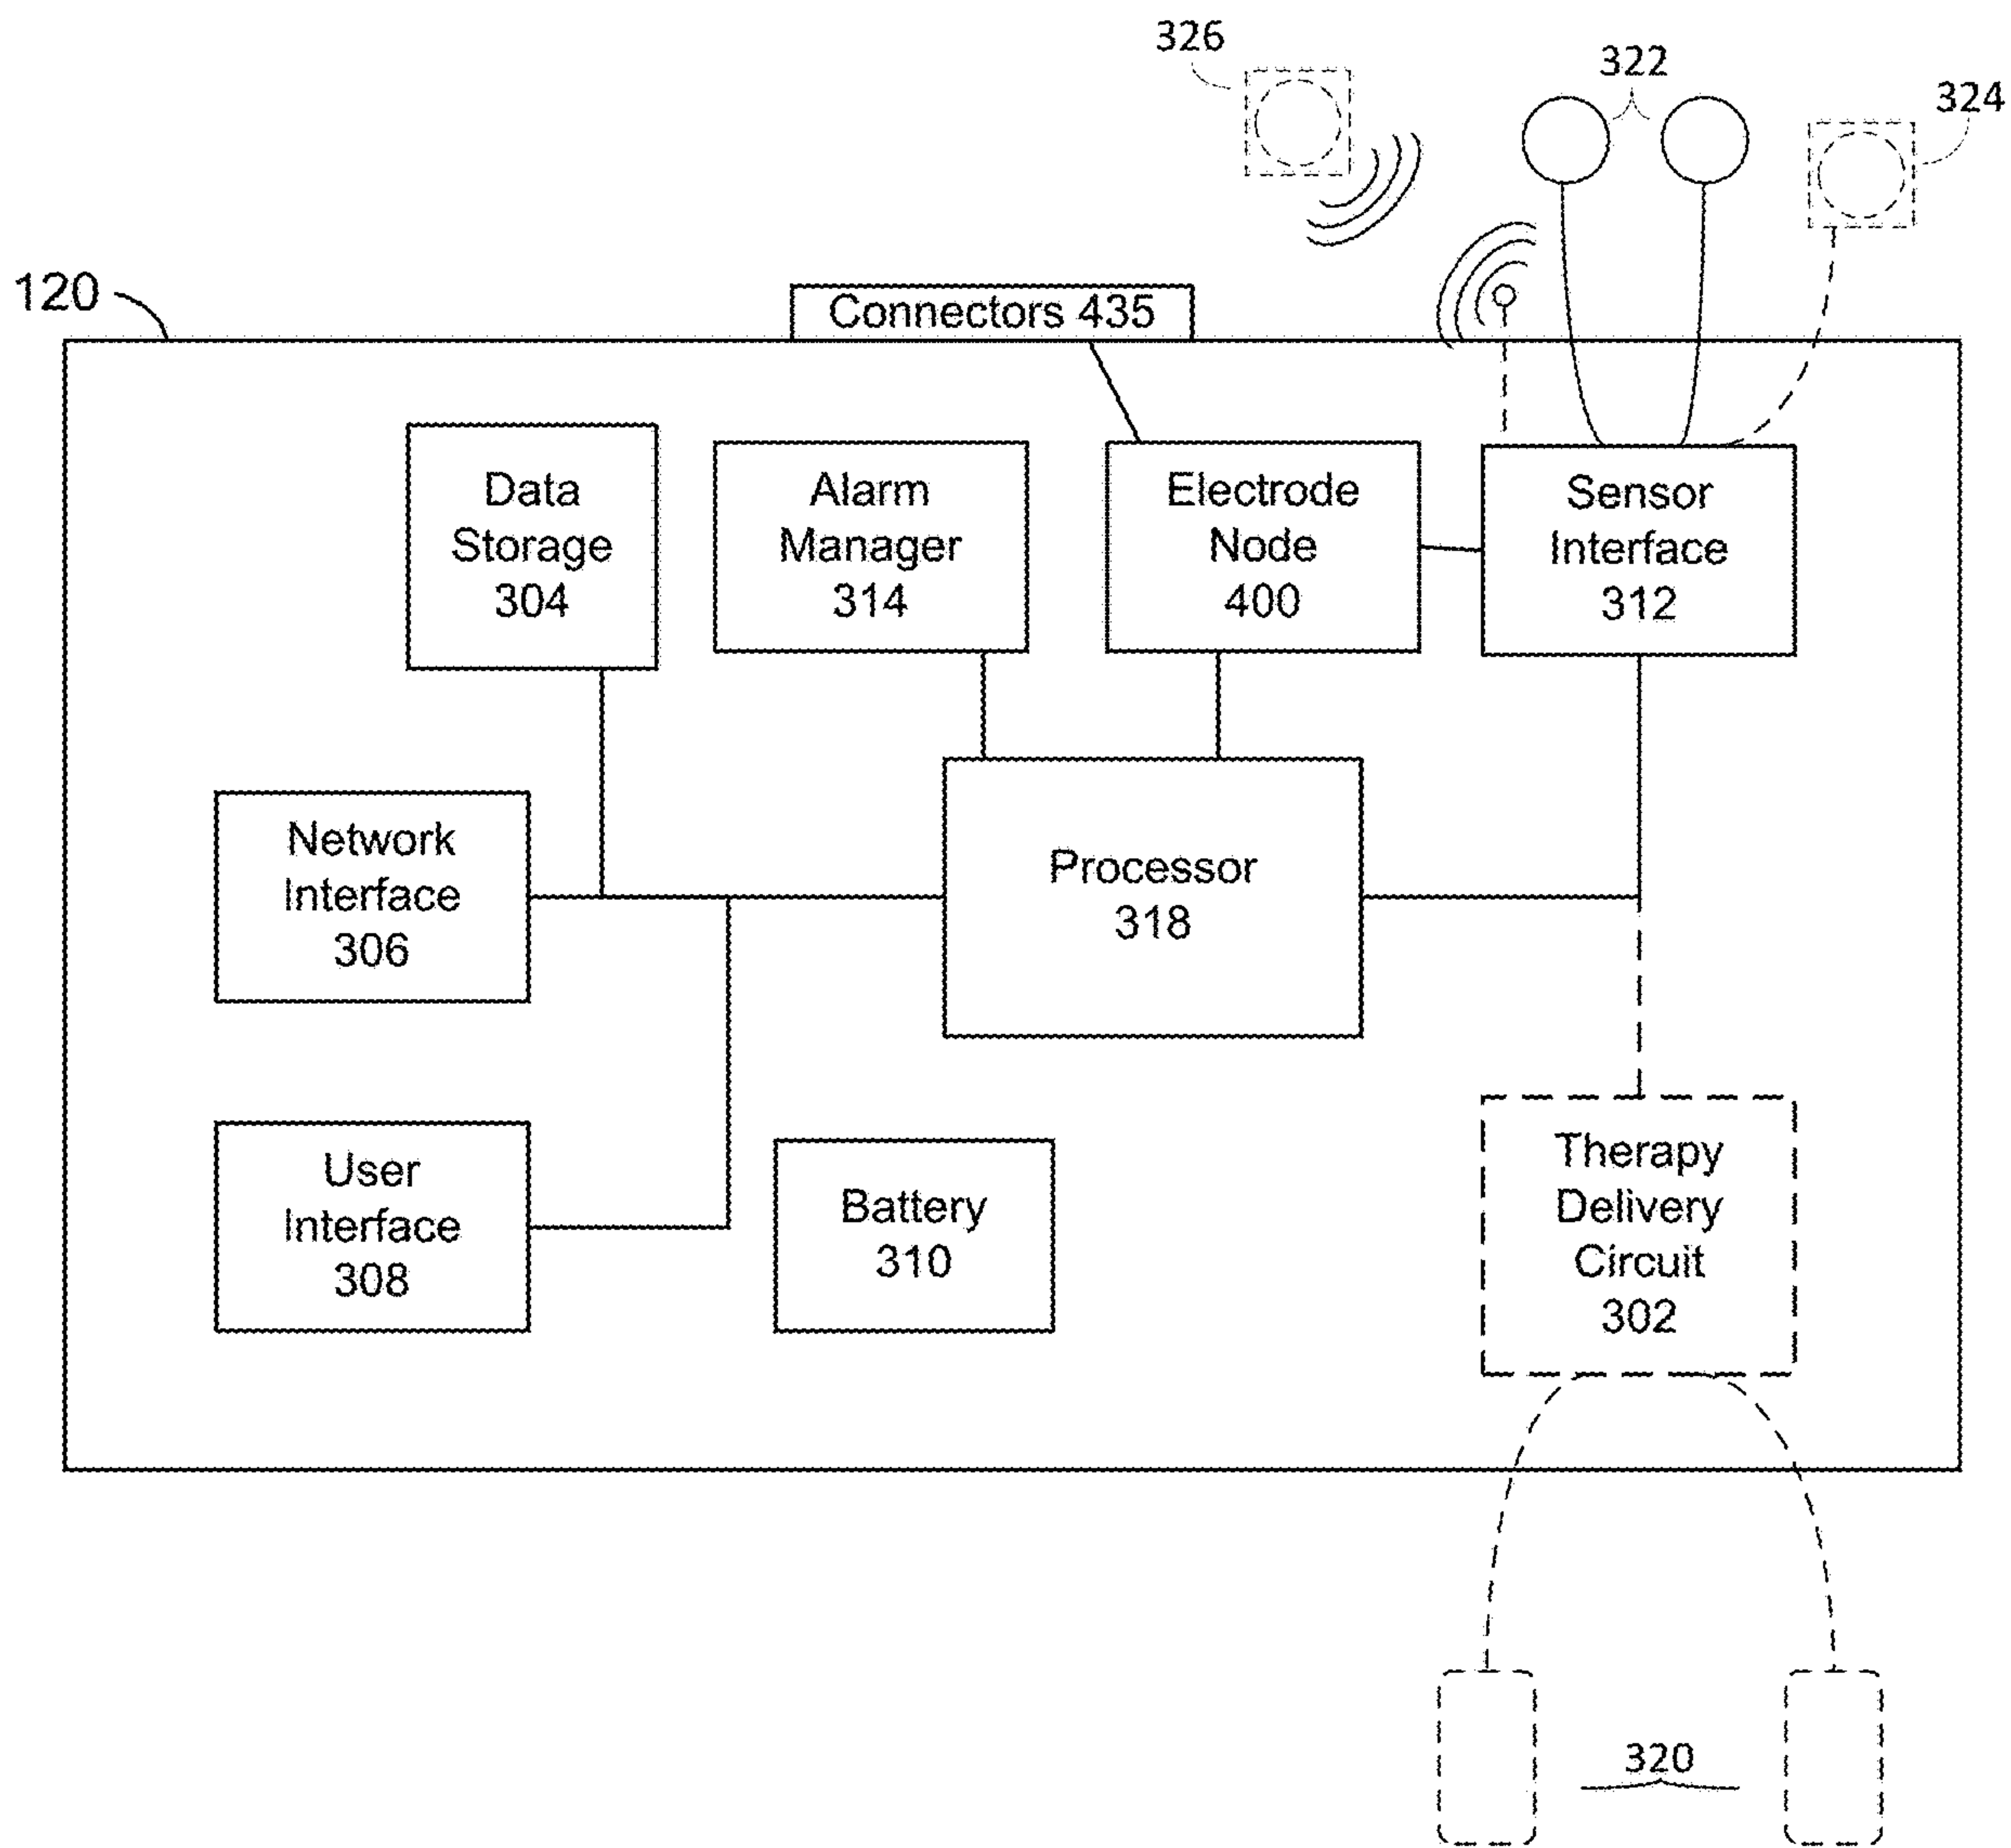 326
322
324
120
Connectors 435
Data
Storage
304
Alarm
Manager
314
Electrode
Node
400
Sensor
Interface
312
Network
Interface
306
Processor
318
User
Interface
308
Battery
310
Therapy
Delivery
Circuit
302
320